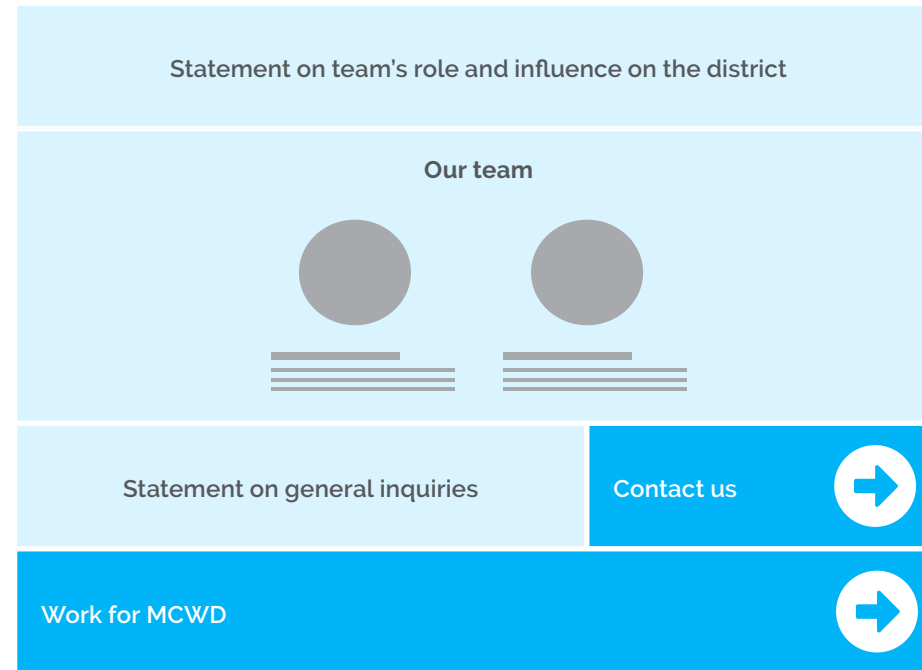 Statement on team’s role and influence on the district
Our team
Statement on general inquiries
Contact us
Work for MCWD